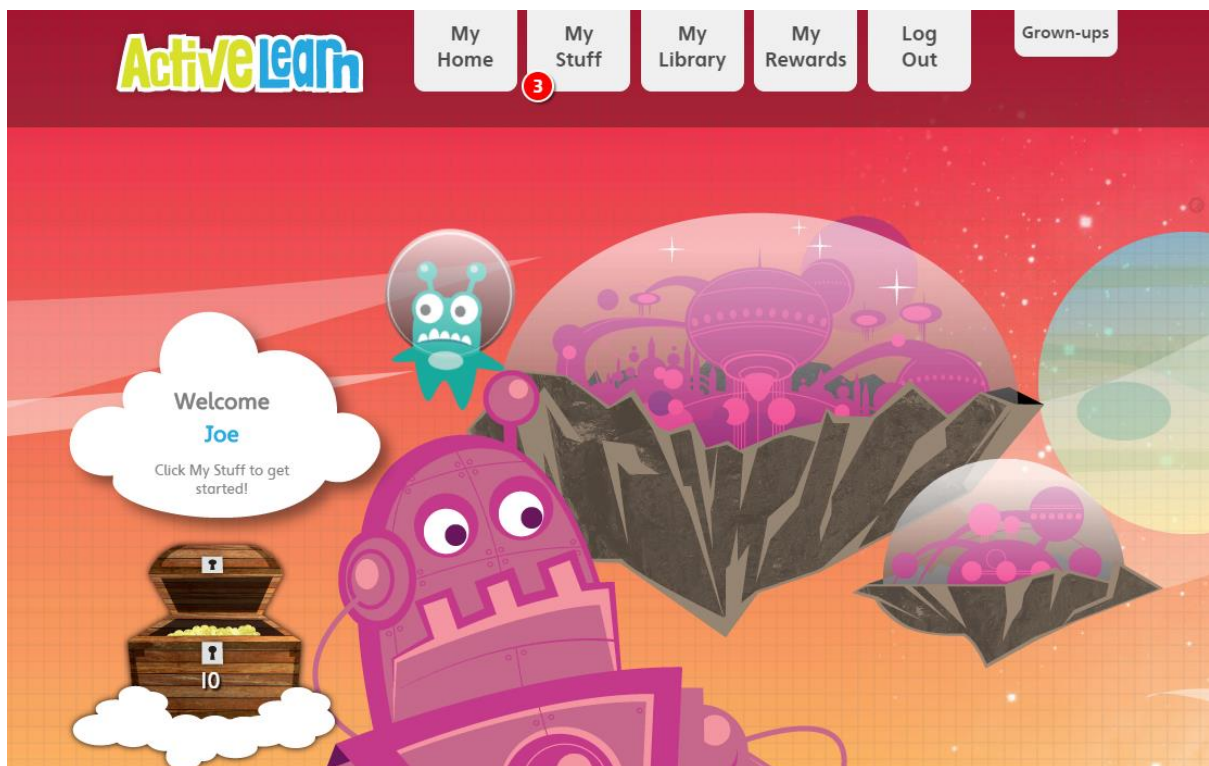 ActiveLearn
My
Home
My
Stuff
3
My
Library
My
Rewards
Log
Out
Grown-ups
Welcome
Joe
Click My Stuff to get
started!
10